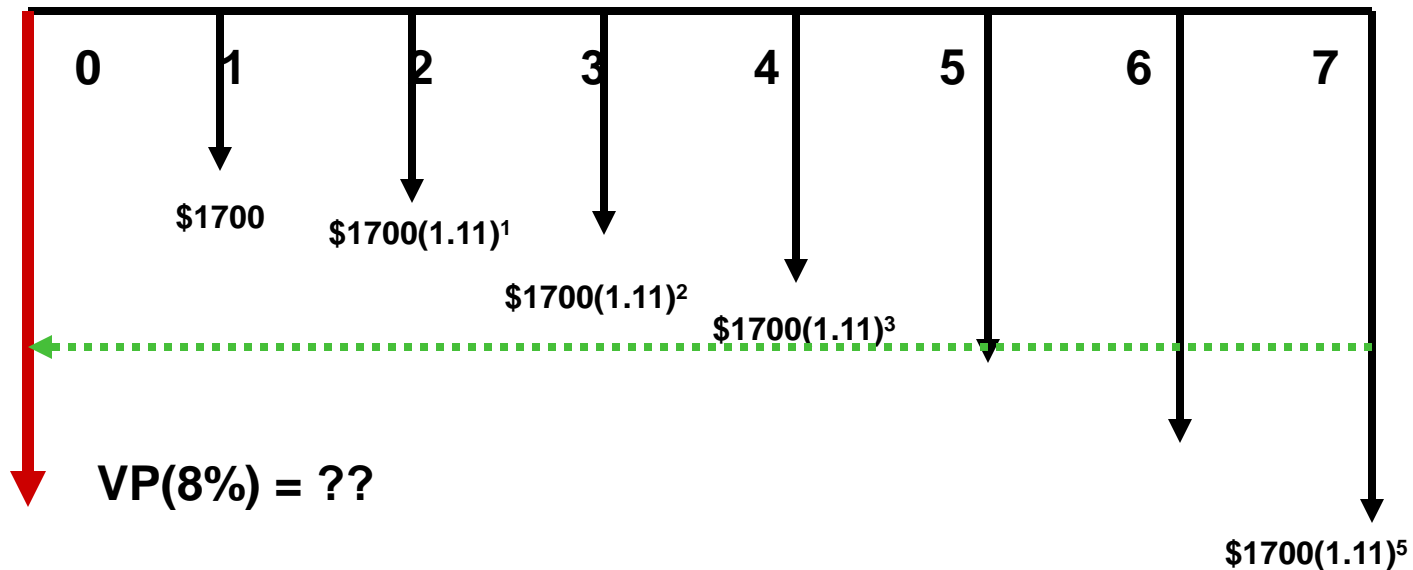 0 1 2 3 4 5 6 7
$1700
$1700(1.11)¹
$1700(1.11)²
$1700(1.11)³
VP(8%) = ??
$1700(1.11)⁵